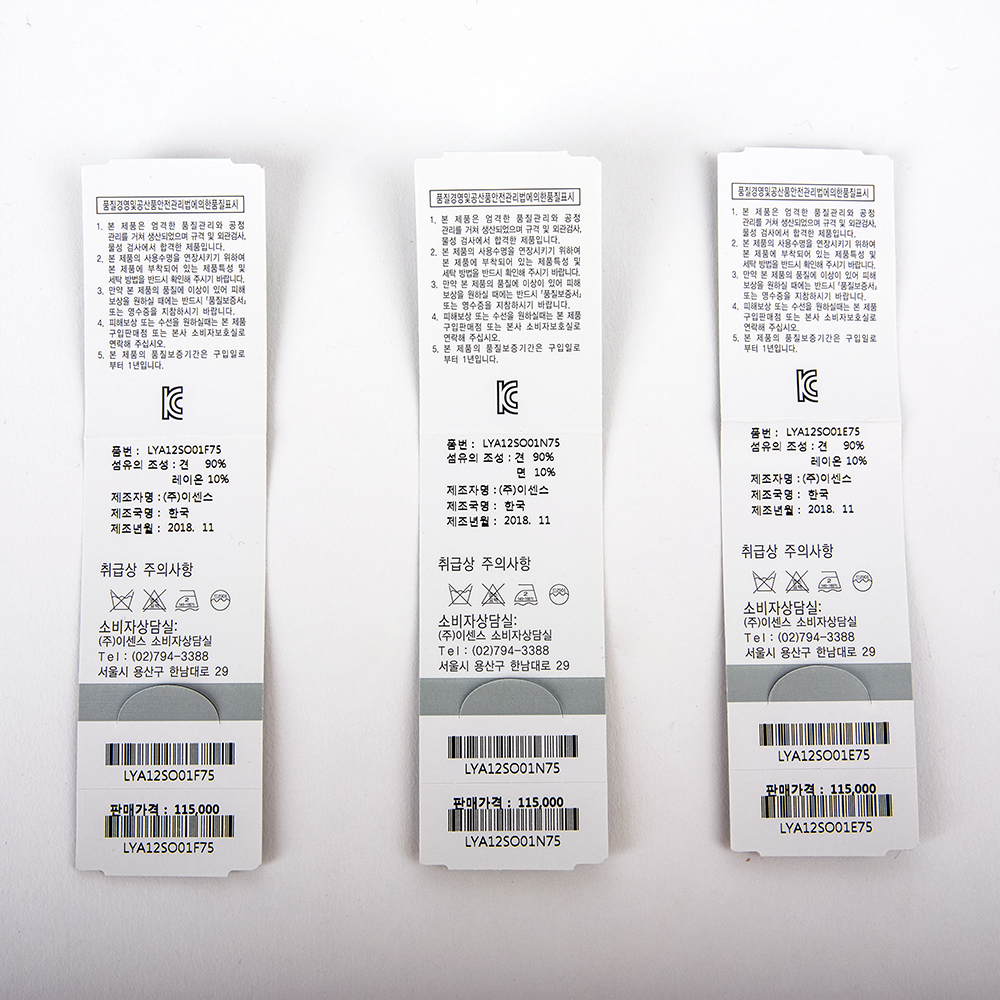 품질경영및공산품안전관리법에의한품질표시
1. 본 제품은 엄격한 품질관리와 공정
관리를 거쳐 생산되었으며 규격 및 외관검사,
물성 검사에서 합격한 제품입니다.
2. 본 제품의 사용수명을 연장시키기 위하여
본 제품에 부착되어 있는 제품특성 및
세탁 방법을 반드시 확인해 주시기 바랍니다.
3. 만약 본 제품의 품질에 이상이 있어 피해
보상을 원하실 때에는 반드시 「품질보증서」
또는 영수증을 지참하시기 바랍니다.
4. 피해보상 또는 수선을 원하실때는 본 제품
구입판매점 또는 본사 소비자보호실로
연락해 주십시오.
5. 본 제품의 품질보증기간은 구입일로
부터 1년입니다.
품번 : LYA12SO01F75
섬유의 조성 : 견 90%
레이온 10%
제조자명 : (주)이센스
제조국명 : 한국
제조년월 : 2018. 11
취급상 주의사항
소비자상담실:
(주)이센스 소비자상담실
Tel : (02)794-3388
서울시 용산구 한남대로 29
LYA12SO01F75
판매가격 : 115,000
LYA12SO01F75
품질경영및공산품안전관리법에의한품질표시
1. 본 제품은 엄격한 품질관리와 공정
관리를 거쳐 생산되었으며 규격 및 외관검사,
물성 검사에서 합격한 제품입니다.
2. 본 제품의 사용수명을 연장시키기 위하여
본 제품에 부착되어 있는 제품특성 및
세탁 방법을 반드시 확인해 주시기 바랍니다.
3. 만약 본 제품의 품질에 이상이 있어 피해
보상을 원하실 때에는 반드시 「품질보증서」
또는 영수증을 지참하시기 바랍니다.
4. 피해보상 또는 수선을 원하실때는 본 제품
구입판매점 또는 본사 소비자보호실로
연락해 주십시오.
5. 본 제품의 품질보증기간은 구입일로
부터 1년입니다.
품번 : LYA12SO01N75
섬유의 조성 : 견 90%
면 10%
제조자명 : (주)이센스
제조국명 : 한국
제조년월 : 2018. 11
취급상 주의사항
소비자상담실:
(주)이센스 소비자상담실
Tel : (02)794-3388
서울시 용산구 한남대로 29
LYA12SO01N75
판매가격 : 115,000
LYA12SO01N75
품질경영및공산품안전관리법에의한품질표시
1. 본 제품은 엄격한 품질관리와 공정
관리를 거쳐 생산되었으며 규격 및 외관검사,
물성 검사에서 합격한 제품입니다.
2. 본 제품의 사용수명을 연장시키기 위하여
본 제품에 부착되어 있는 제품특성 및
세탁 방법을 반드시 확인해 주시기 바랍니다.
3. 만약 본 제품의 품질에 이상이 있어 피해
보상을 원하실 때에는 반드시 「품질보증서」
또는 영수증을 지참하시기 바랍니다.
4. 피해보상 또는 수선을 원하실때는 본 제품
구입판매점 또는 본사 소비자보호실로
연락해 주십시오.
5. 본 제품의 품질보증기간은 구입일로
부터 1년입니다.
품번 : LYA12SO01E75
섬유의 조성 : 견 90%
레이온 10%
제조자명 : (주)이센스
제조국명 : 한국
제조년월 : 2018. 11
취급상 주의사항
소비자상담실:
(주)이센스 소비자상담실
Tel : (02)794-3388
서울시 용산구 한남대로 29
LYA12SO01E75
판매가격 : 115,000
LYA12SO01E75